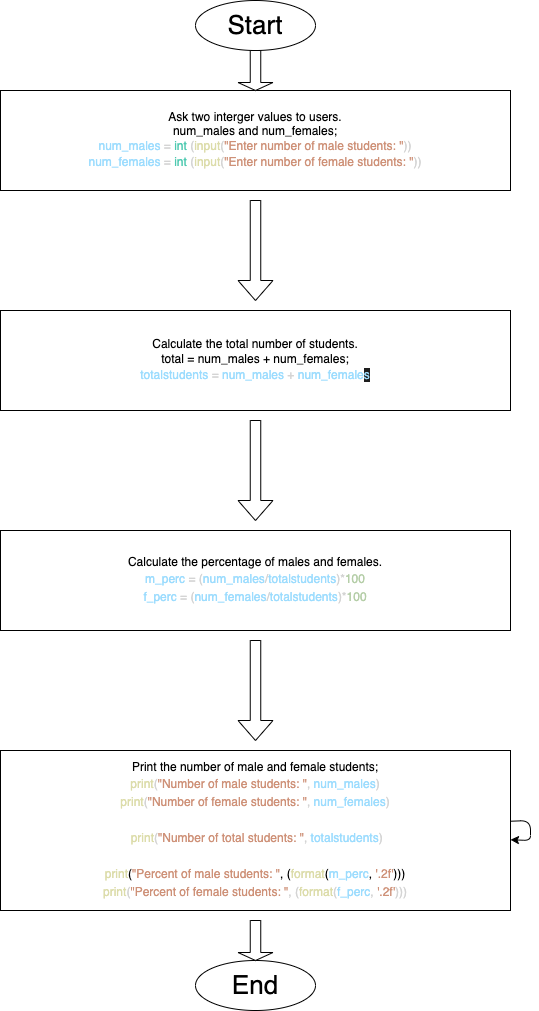 Start
Ask two interger values to users.
num_males and num_females;
num_males = int (input("Enter number of male students: "))
num_females = int (input("Enter number of female students: "))
Calculate the total number of students.
total = num_males + num_females;
totalstudents = num_males + num_females
Calculate the percentage of males and females.
m_perc = (num_males/totalstudents)*100
f_perc = (num_females/totalstudents)*100
Print the number of male and female students;
print("Number of male students: ", num_males)
print("Number of female students: ", num_females)
print("Number of total students: ", totalstudents)
print("Percent of male students: ", (format(m_perc, '.2f')))
print("Percent of female students: ", (format(f_perc, '.2f')))
End